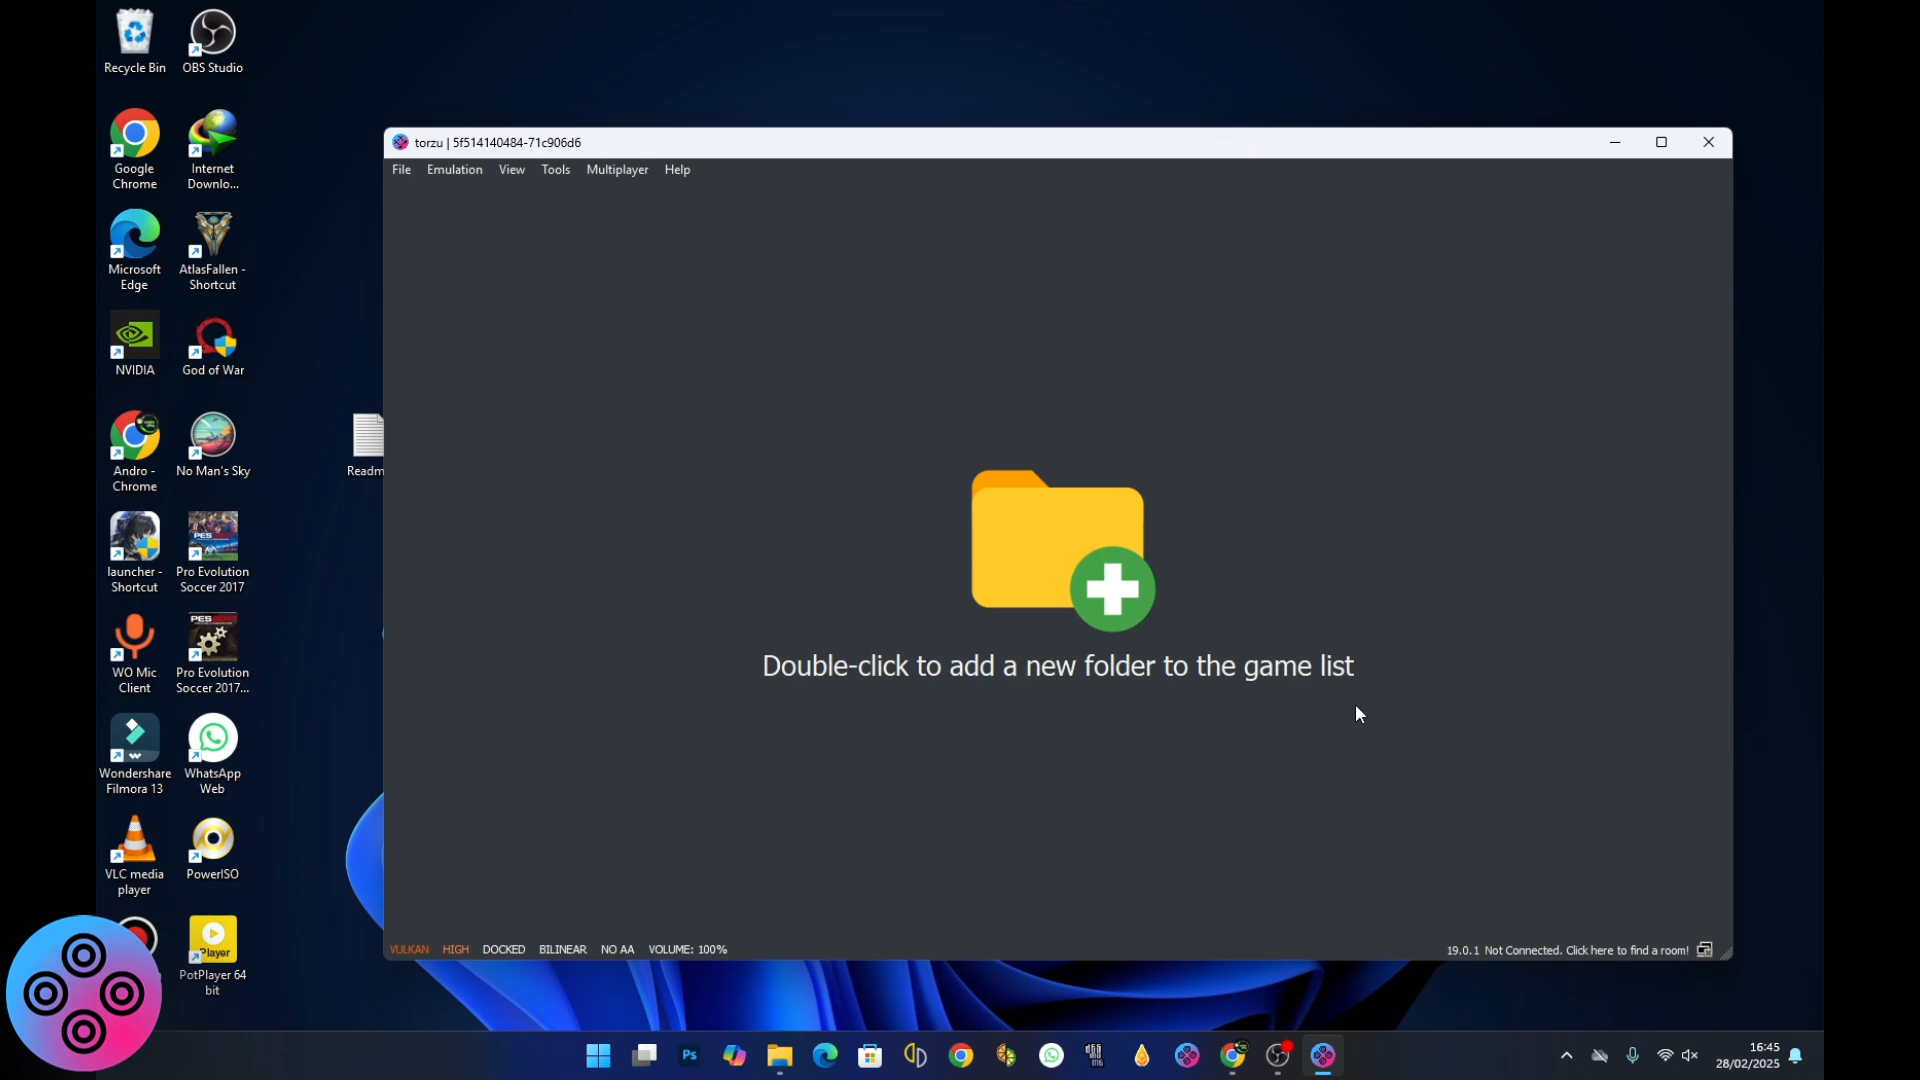 Recycle Bin
OBS Studio
Google
Chrome
Internet
Downlo...
Microsoft
Edge
AtlasFallen -
Shortcut
NVIDIA
God of War
Andro -
Chrome
No Man's Sky
launcher -
Shortcut
PES
Pro Evolution
Soccer 2017
WO Mic
Client
PES
Pro Evolution
Soccer 2017...
Wondershare
Filmora 13
WhatsApp
Web
VLC media
player
PowerISO
Player
PotPlayer 64
bit
Readm
torzu | 5f514140484-71c906d6
File Emulation View Tools Multiplayer Help
Double-click to add a new folder to the game list
VULKAN HIGH DOCKED BILINEAR NO AA VOLUME: 100%
19.0.1 Not Connected. Click here to find a room!
Ps
16:45
28/02/2025